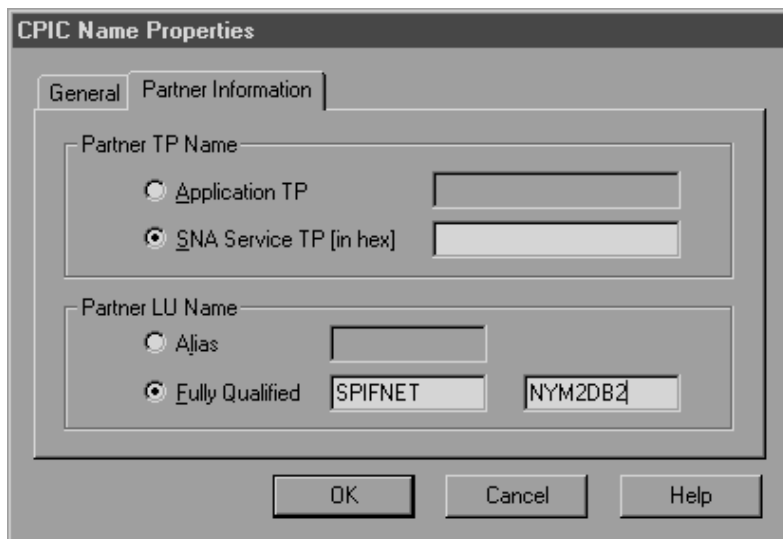 CPIC Name Properties
General Partner Information
Partner TP Name
Application TP
SNA Service TP [in hex]
Partner LU Name
Alias
Fully Qualified SPIFNET NYM2DB2
OK Cancel Help